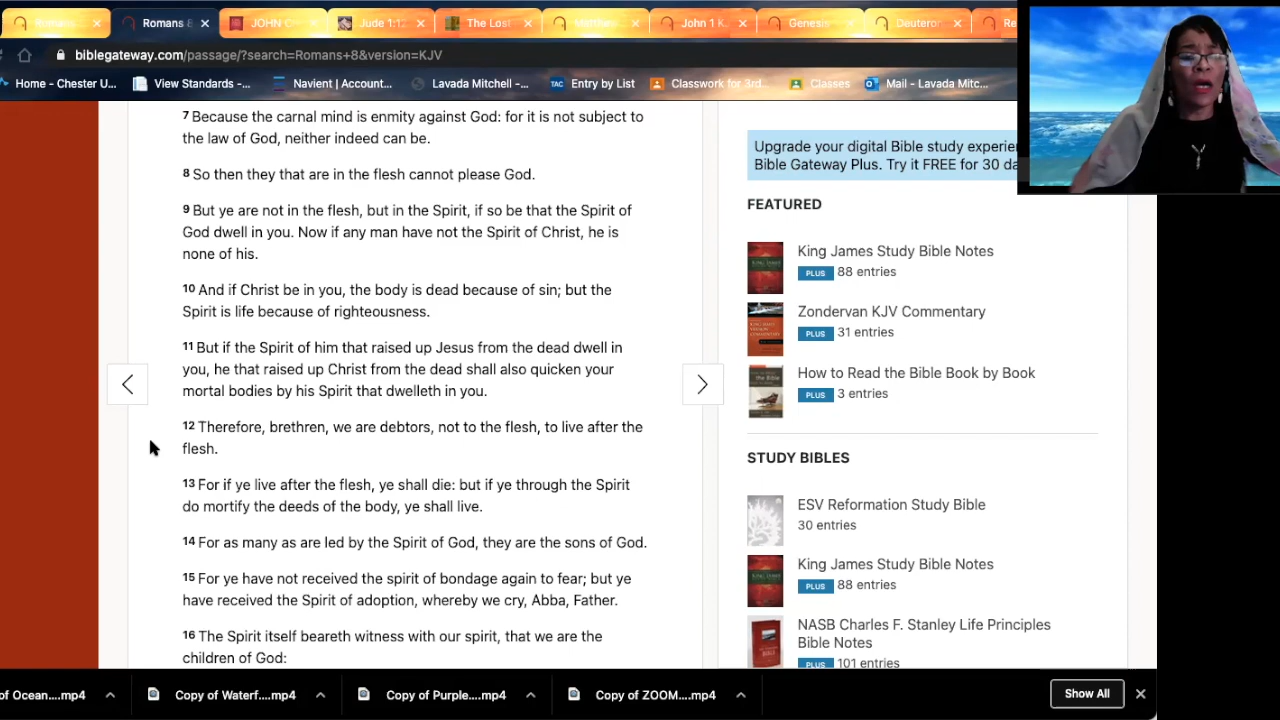 Romans
Romans 8
JOHN C
Jude 1:12
The Lost
Matthew
John 1 K
Genesis
Deuteron
Re
biblegateway.com/passage/?search=Romans+8&version=KJV
Home - Chester U...
View Standards -...
Navient | Account...
Lavada Mitchell -...
TAC Entry by List
Classwork for 3rd...
Classes
Mail - Lavada Mitc...
7 Because the carnal mind is enmity against God: for it is not subject to
the law of God, neither indeed can be.
8 So then they that are in the flesh cannot please God.
9 But ye are not in the flesh, but in the Spirit, if so be that the Spirit of
God dwell in you. Now if any man have not the Spirit of Christ, he is
none of his.
10 And if Christ be in you, the body is dead because of sin; but the
Spirit is life because of righteousness.
11 But if the Spirit of him that raised up Jesus from the dead dwell in
you, he that raised up Christ from the dead shall also quicken your
mortal bodies by his Spirit that dwelleth in you.
12 Therefore, brethren, we are debtors, not to the flesh, to live after the
flesh.
13 For if ye live after the flesh, ye shall die: but if ye through the Spirit
do mortify the deeds of the body, ye shall live.
14 For as many as are led by the Spirit of God, they are the sons of God.
15 For ye have not received the spirit of bondage again to fear; but ye
have received the Spirit of adoption, whereby we cry, Abba, Father.
16 The Spirit itself beareth witness with our spirit, that we are the
children of God:
Upgrade your digital Bible study experien
Bible Gateway Plus. Try it FREE for 30 da
FEATURED
King James Study Bible Notes
PLUS 88 entries
Zondervan KJV Commentary
PLUS 31 entries
How to Read the Bible Book by Book
PLUS 3 entries
STUDY BIBLES
ESV Reformation Study Bible
30 entries
King James Study Bible Notes
PLUS 88 entries
NASB Charles F. Stanley Life Principles
Bible Notes
PLUS 101 entries
of Ocean....mp4
Copy of Waterf....mp4
Copy of Purple....mp4
Copy of ZOOM....mp4
Show All